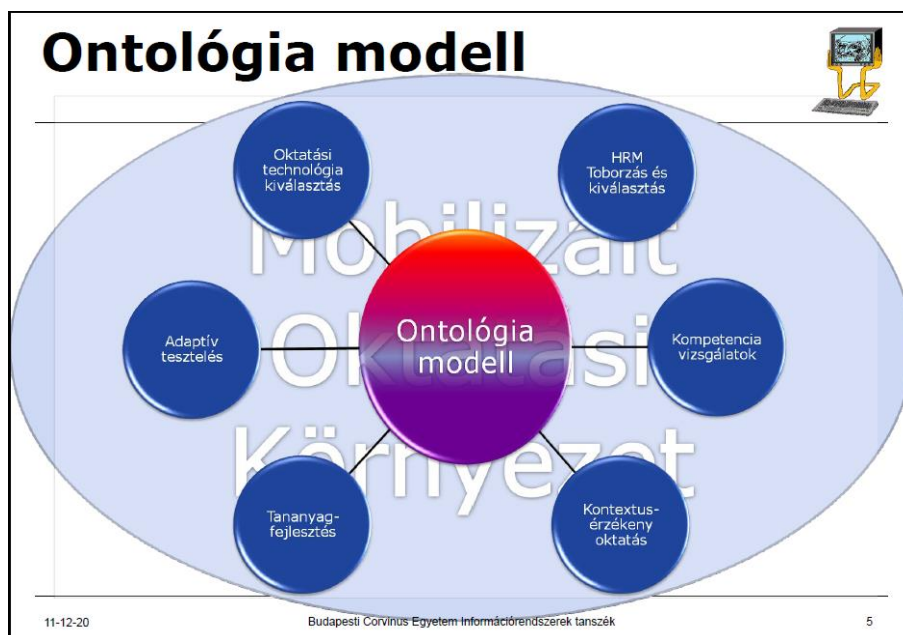 Ontológia modell
Oktatási
technológia
kiválasztás
HRM
Toborzás és
kiválasztás
Mobilizált
Oktatási
Környezet
Ontológia
modell
Adaptív
tesztelés
Kompetencia
vizsgálatok
Tananyag-
fejlesztés
Kontextus-
érzékeny
oktatás
11-12-20
Budapesti Corvinus Egyetem Információrendszerek tanszék
5